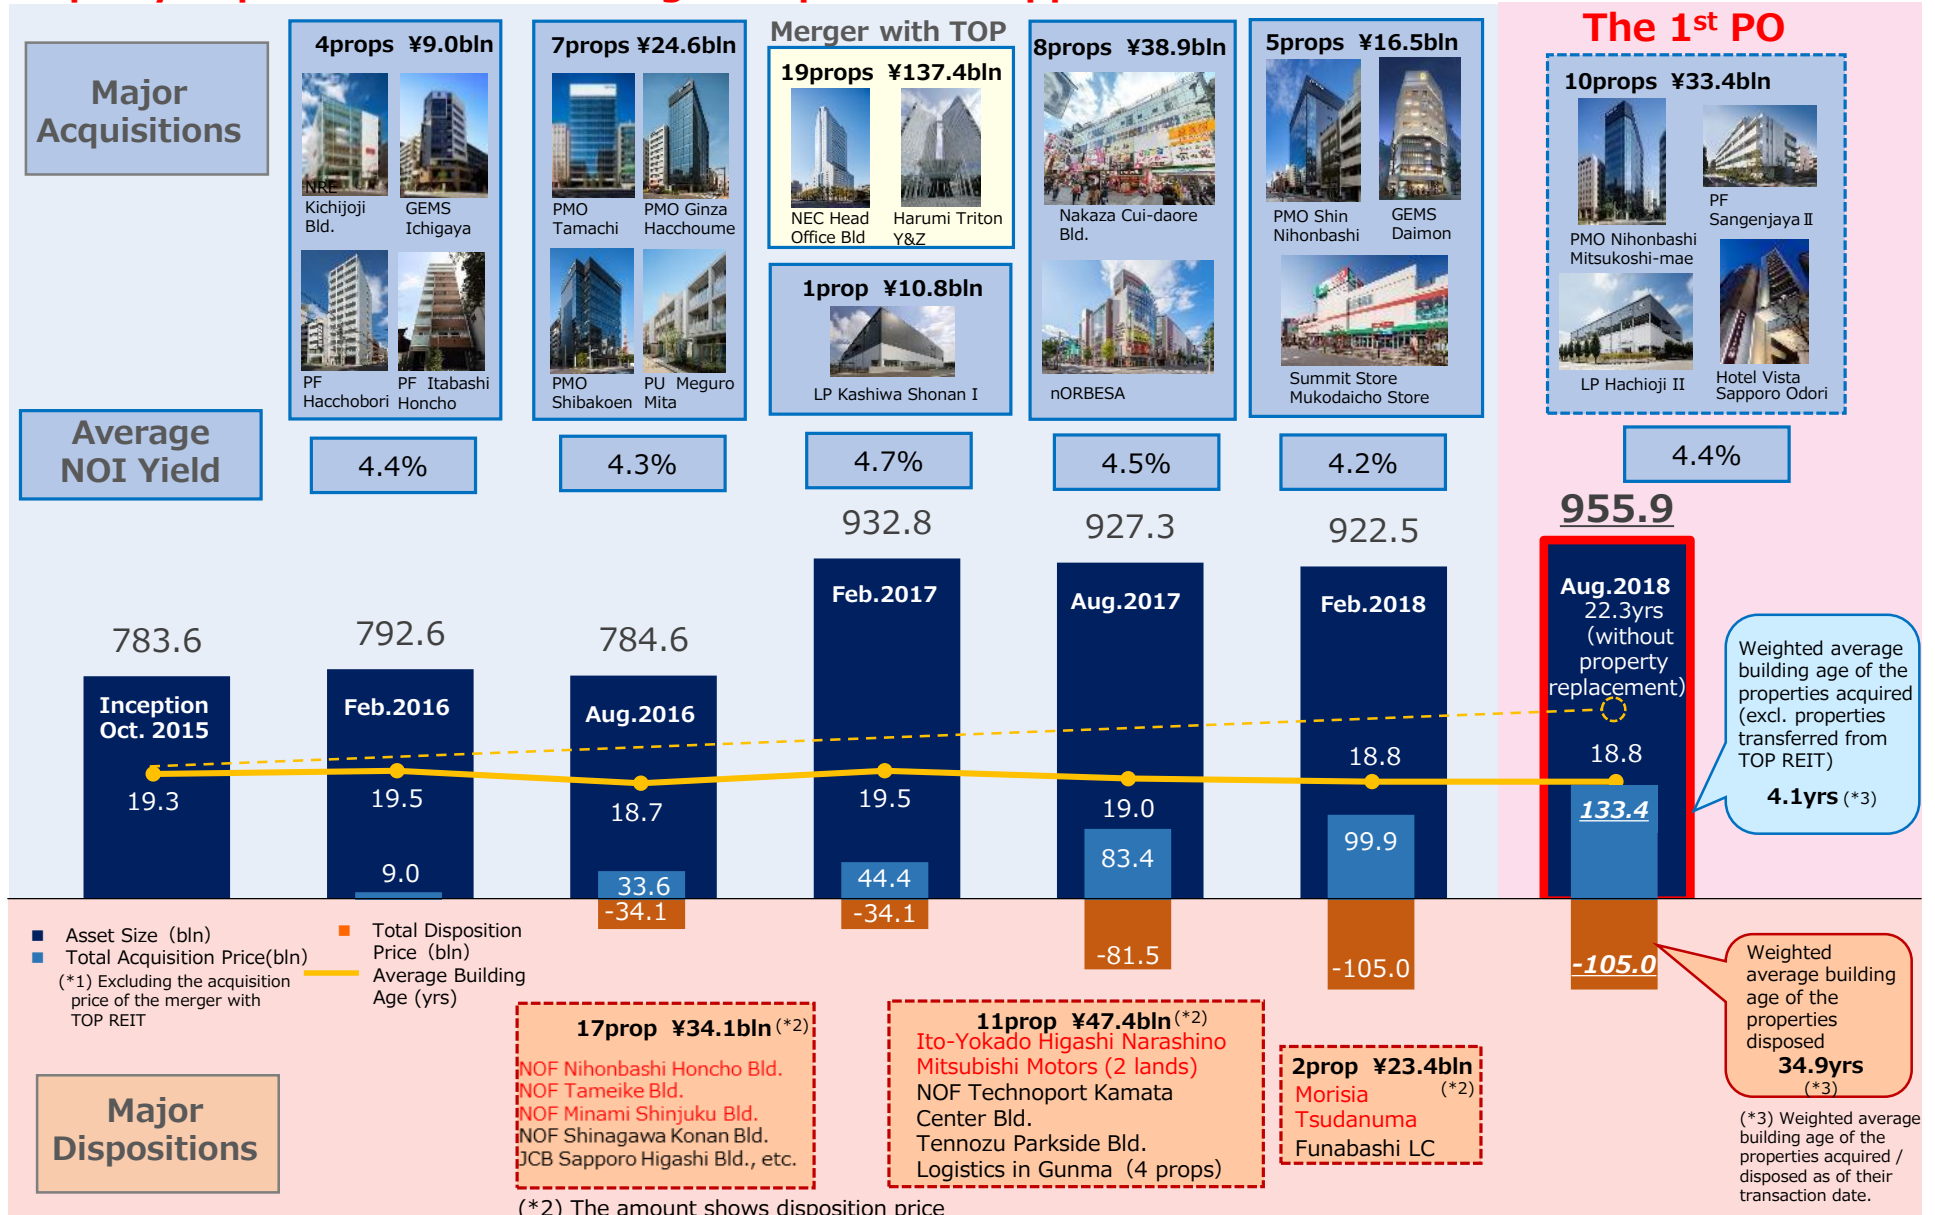 The 1st PO
Merger with TOP
Major
Acquisitions
4props ¥9.0bln
NRE
Kichijoji
Bld.
GEMS
Ichigaya
PF
Hacchobori
PF Itabashi
Honcho
7props ¥24.6bln
PMO
Tamachi
PMO Ginza
Hacchoume
PMO
Shibakoen
PU Meguro
Mita
19props ¥137.4bln
NEC Head
Office Bld
Harumi Triton
Y&Z
1prop ¥10.8bln
LP Kashiwa Shonan I
8props ¥38.9bln
Nakaza Cui-daore
Bld.
nORBESA
5props ¥16.5bln
PMO Shin
Nihonbashi
GEMS
Daimon
Summit Store
Mukodaicho Store
10props ¥33.4bln
PMO Nihonbashi
Mitsukoshi-mae
PF
Sangenjaya Ⅱ
LP Hachioji II
Hotel Vista
Sapporo Odori
Average
NOI Yield
4.4%
4.3%
4.7%
4.5%
4.2%
4.4%
783.6
792.6
784.6
932.8
927.3
922.5
955.9
Inception
Oct. 2015
Feb.2016
Aug.2016
Feb.2017
Aug.2017
Feb.2018
Aug.2018
22.3yrs
(without
property
replacement)
19.3
19.5
18.7
19.5
19.0
18.8
18.8
9.0
33.6
44.4
83.4
99.9
133.4
-34.1
-34.1
-81.5
-105.0
-105.0
Weighted average
building age of the
properties acquired
(excl. properties
transferred from
TOP REIT)
4.1yrs (*3)
Asset Size (bln)
Total Acquisition Price(bln)
(*1) Excluding the acquisition
price of the merger with
TOP REIT
Total Disposition
Price (bln)
Average Building
Age (yrs)
Weighted
average building
age of the
properties
disposed
34.9yrs
(*3)
Major
Dispositions
17prop ¥34.1bln (*2)
NOF Nihonbashi Honcho Bld.
NOF Tameike Bld.
NOF Minami Shinjuku Bld.
NOF Shinagawa Konan Bld.
JCB Sapporo Higashi Bld., etc.
11prop ¥47.4bln (*2)
Ito-Yokado Higashi Narashino
Mitsubishi Motors (2 lands)
NOF Technoport Kamata
Center Bld.
Tennozu Parkside Bld.
Logistics in Gunma (4 props)
2prop ¥23.4bln
(*2)
Morisia
Tsudanuma
Funabashi LC
(*3) Weighted average
building age of the
properties acquired /
disposed as of their
transaction date.
(*2) The amount shows disposition price